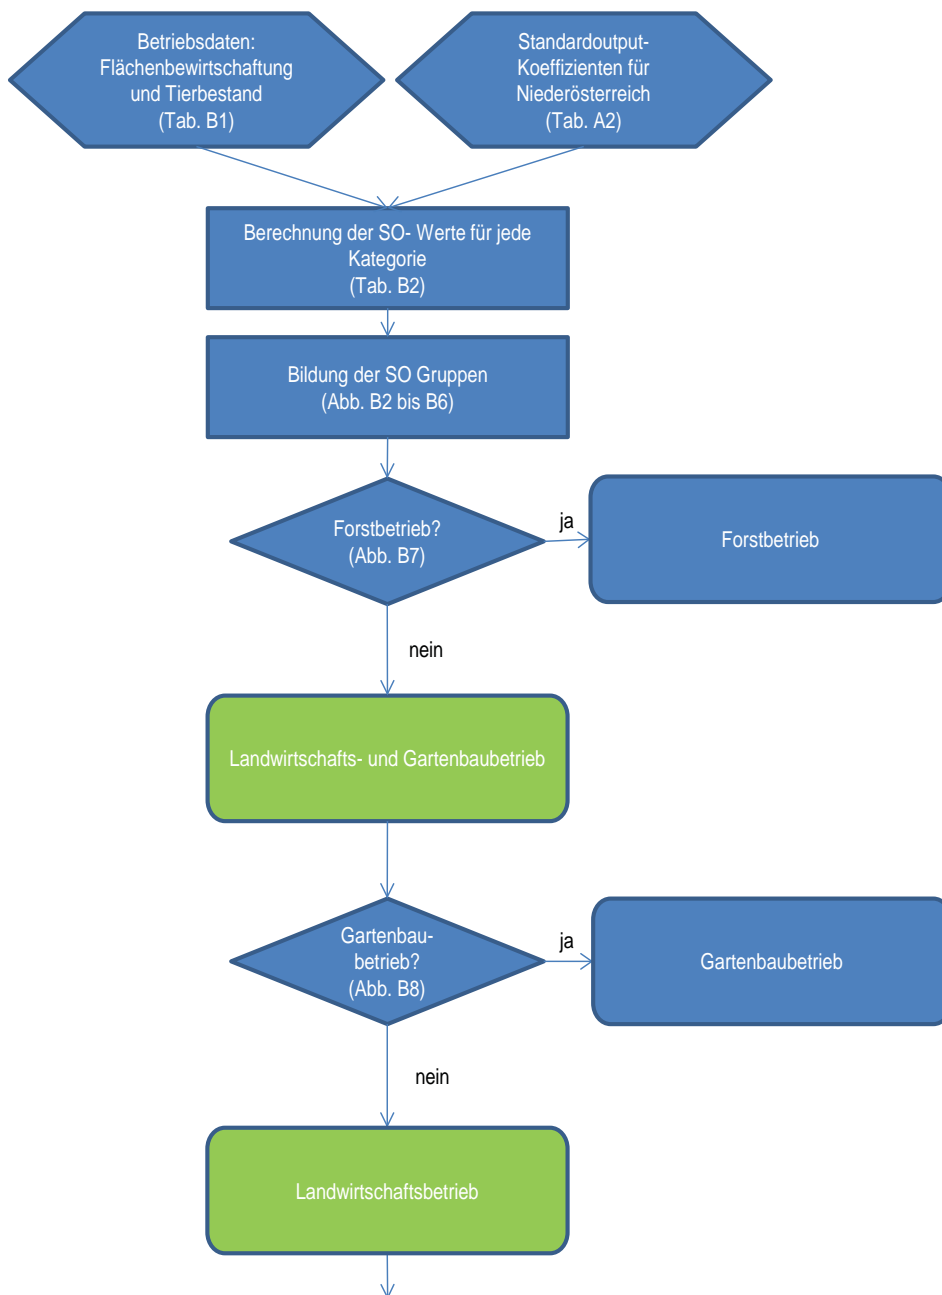 Betriebsdaten:
Flächenbewirtschaftung
und Tierbestand
(Tab. B1)
Standardoutput-
Koeffizienten für
Niederösterreich
(Tab. A2)
Berechnung der SO- Werte für jede
Kategorie
(Tab. B2)
Bildung der SO Gruppen
(Abb. B2 bis B6)
Forstbetrieb?
(Abb. B7)
ja
Forstbetrieb
nein
Landwirtschafts- und Gartenbaubetrieb
Gartenbau-
betrieb?
(Abb. B8)
ja
Gartenbaubetrieb
nein
Landwirtschaftsbetrieb